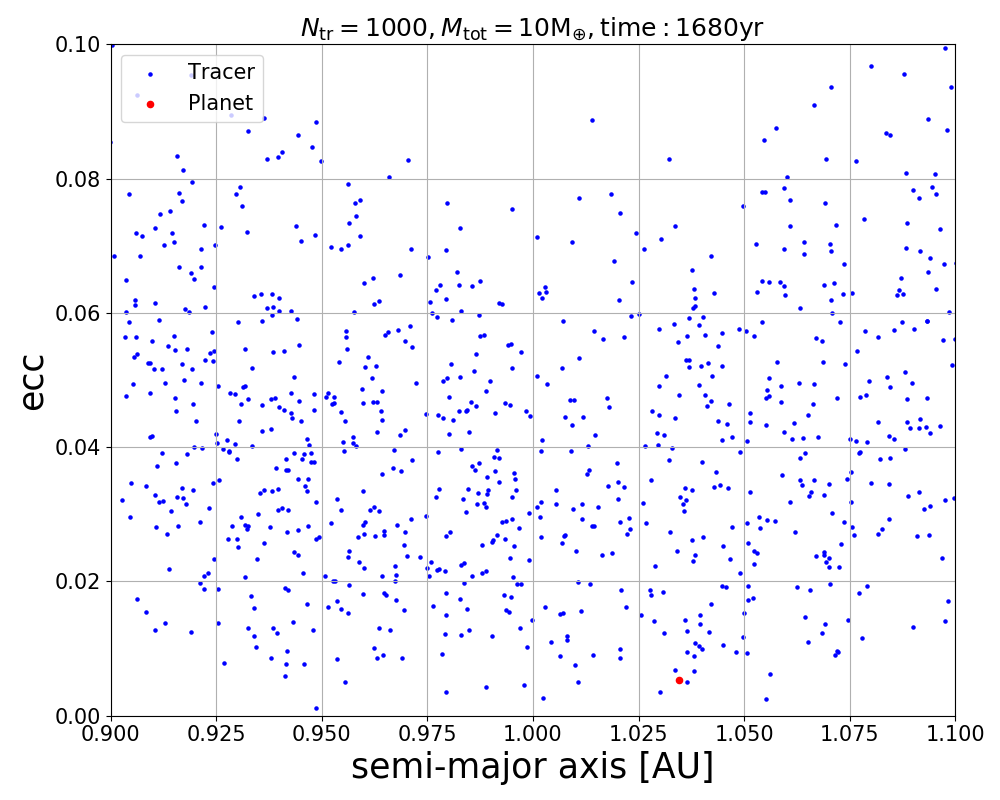 N_tr = 1000, M_tot = 10M_⊕, time : 1680yr
0.10
Tracer
Planet
0.08
0.06
ecc
0.04
0.02
0.00
0.900 0.925 0.950 0.975 1.000 1.025 1.050 1.075 1.100
semi-major axis [AU]